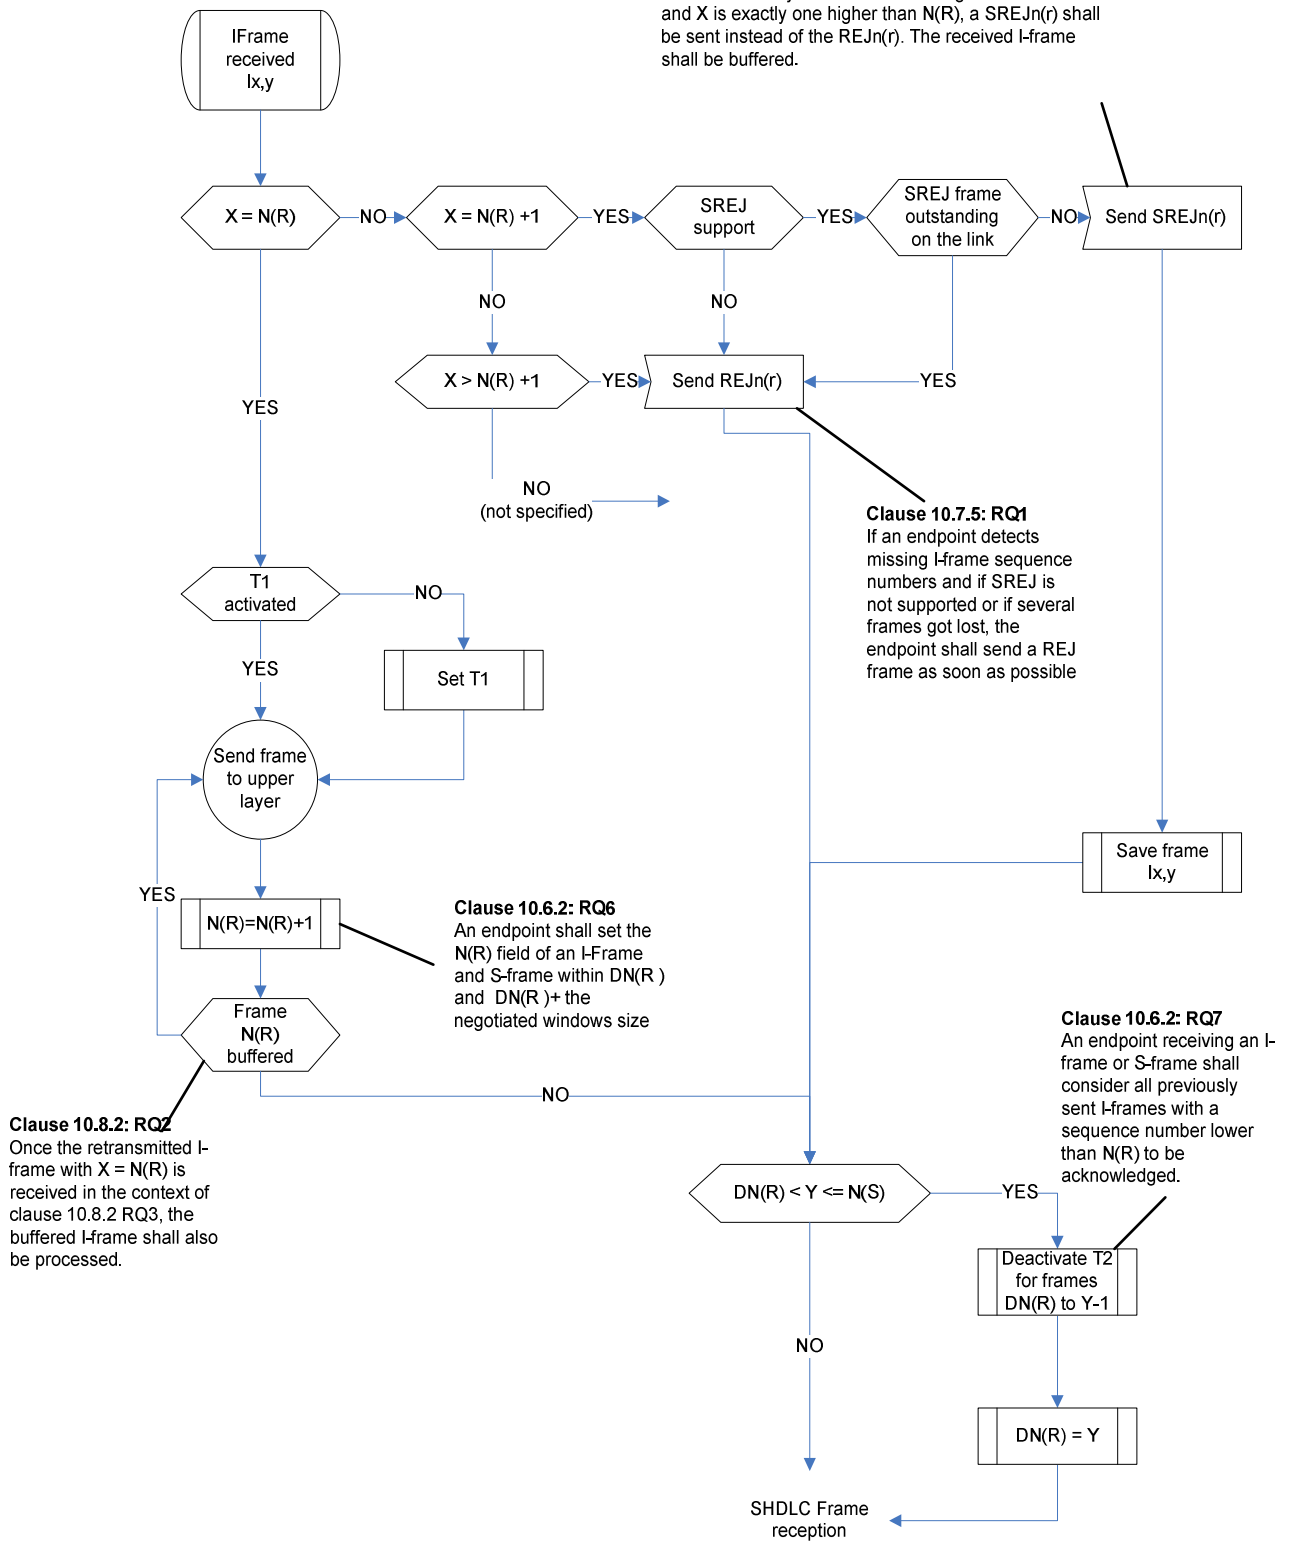 and X is exactly one higher than N(R), a SREJn(r) shall
be sent instead of the REJn(r). The received I-frame
shall be buffered.
IFrame
received
Ix,y
X = N(R)
NO
X = N(R) +1
YES
SREJ
support
YES
SREJ frame
outstanding
on the link
NO
Send SREJn(r)
NO
NO
X > N(R) +1
YES
Send REJn(r)
YES
YES
NO
(not specified)
Clause 10.7.5: RQ1
If an endpoint detects
missing I-frame sequence
numbers and if SREJ is
not supported or if several
frames got lost, the
endpoint shall send a REJ
frame as soon as possible
T1
activated
NO
YES
Set T1
Send frame
to upper
layer
Save frame
Ix,y
YES
N(R)=N(R)+1
Clause 10.6.2: RQ6
An endpoint shall set the
N(R) field of an I-Frame
and S-frame within DN(R )
and DN(R )+ the
negotiated windows size
Frame
N(R)
buffered
NO
Clause 10.6.2: RQ7
An endpoint receiving an I-
frame or S-frame shall
consider all previously
sent I-frames with a
sequence number lower
than N(R) to be
acknowledged.
Clause 10.8.2: RQ2
Once the retransmitted I-
frame with X = N(R) is
received in the context of
clause 10.8.2 RQ3, the
buffered I-frame shall also
be processed.
DN(R) < Y <= N(S)
YES
Deactivate T2
for frames
DN(R) to Y-1
NO
DN(R) = Y
SHDLC Frame
reception